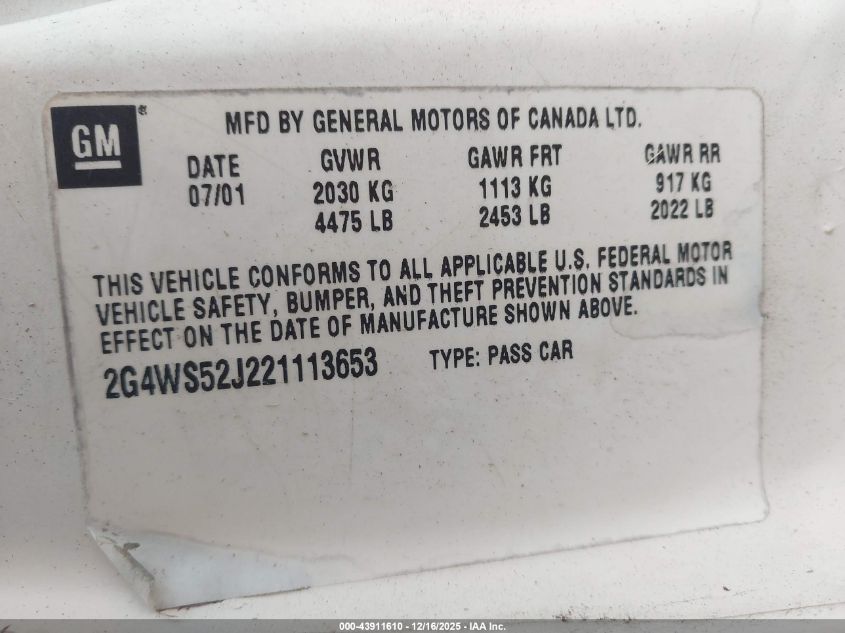 GM
MFD BY GENERAL MOTORS OF CANADA LTD.
DATE GVWR GAWR FRT GAWR RR
07/01 2030 KG 1113 KG 917 KG
4475 LB 2453 LB 2022 LB
THIS VEHICLE CONFORMS TO ALL APPLICABLE U.S. FEDERAL MOTOR
VEHICLE SAFETY, BUMPER, AND THEFT PREVENTION STANDARDS IN
EFFECT ON THE DATE OF MANUFACTURE SHOWN ABOVE.
2G4WS52J221113653 TYPE: PASS CAR
000-43911610 - 12/16/2025 - IAA Inc.